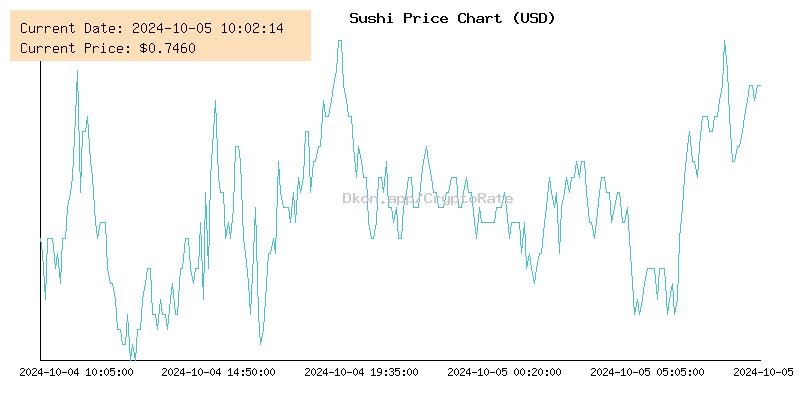 Sushi Price Chart (USD)
Current Date: 2024-10-05 10:02:14
Current Price: $0.7460
Dkon.app/CryptoRate
2024-10-04 10:05:00 2024-10-04 14:50:00 2024-10-04 19:35:00 2024-10-05 00:20:00 2024-10-05 05:05:00 2024-10-05